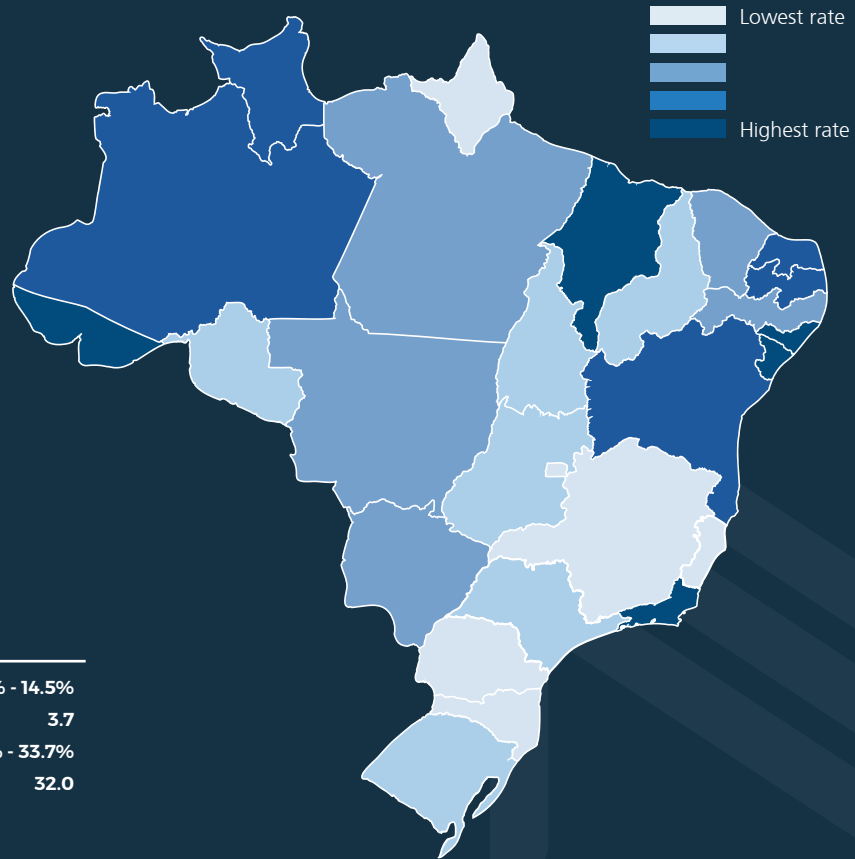 Lowest rate
Highest rate
% - 14.5%
3.7
% - 33.7%
32.0